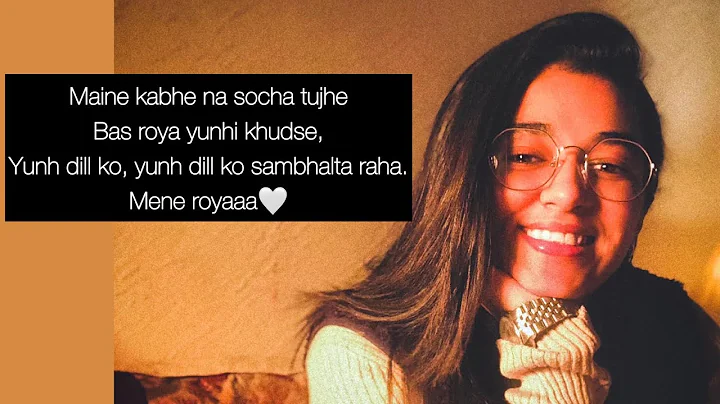 Maine kabhe na socha tujhe
Bas roya yunhi khudse,
Yunh dill ko, yunh dill ko sambhalta raha.
Mene royaaa🤍